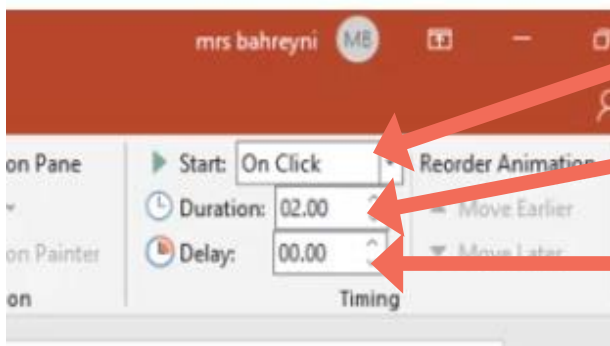 mrs bahreyni MB
on Pane Start: On Click Reorder Animation
Duration: 02.00 Move Earlier
on Painter Delay: 00.00 Move Later
on Timing